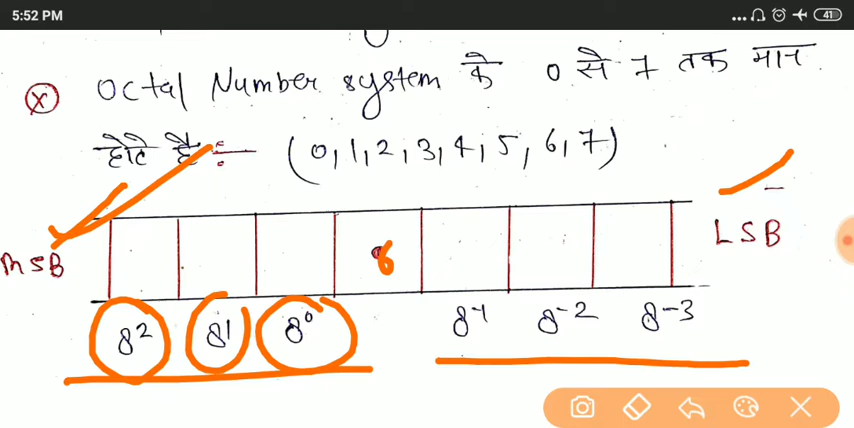 5:52 PM
41
(x) Octal Number system के 0 से 7 तक मान
होते है:- (0,1,2,3,4,5,6,7)
MSB
LSB
8² 8¹ 8⁰ 8⁻¹ 8⁻² 8⁻³